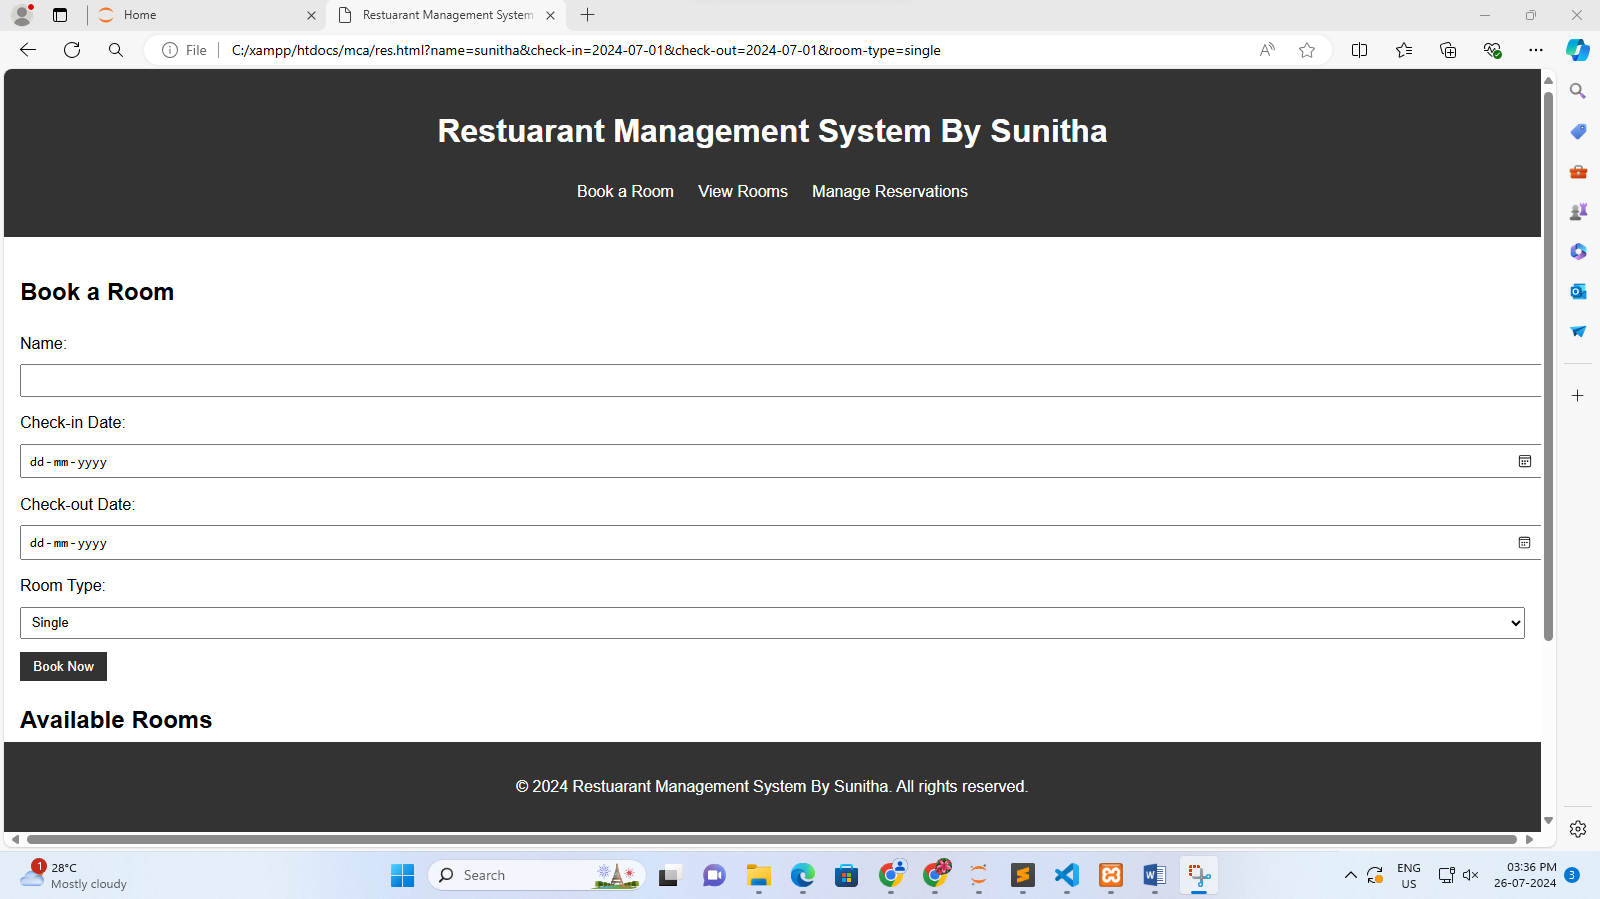 Home
Restuarant Management System
File
C:/xampp/htdocs/mca/res.html?name=sunitha&check-in=2024-07-01&check-out=2024-07-01&room-type=single
Restuarant Management System By Sunitha
Book a Room View Rooms Manage Reservations
Book a Room
Name:
Check-in Date:
dd-mm-yyyy
Check-out Date:
dd-mm-yyyy
Room Type:
Single
Book Now
Available Rooms
© 2024 Restuarant Management System By Sunitha. All rights reserved.
1
28°C
Mostly cloudy
Search
ENG
US
03:36 PM
26-07-2024
3